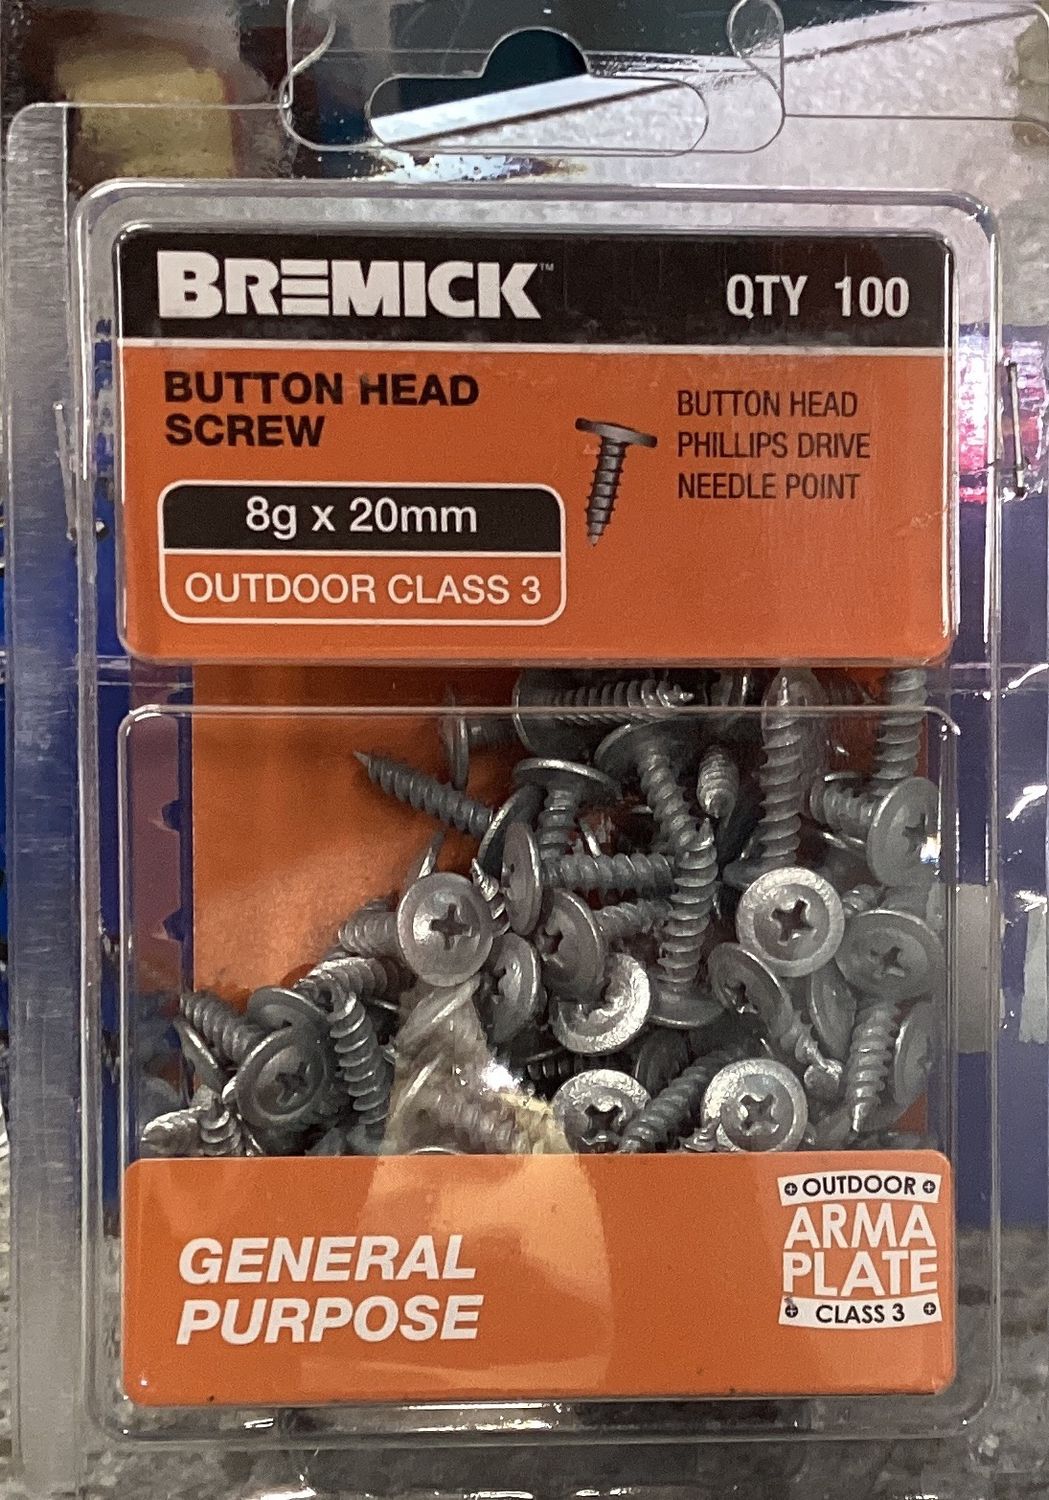 BREMICK™
QTY 100
BUTTON HEAD
SCREW
8g x 20mm
OUTDOOR CLASS 3
BUTTON HEAD
PHILLIPS DRIVE
NEEDLE POINT
GENERAL
PURPOSE
OUTDOOR
ARMA
PLATE
CLASS 3